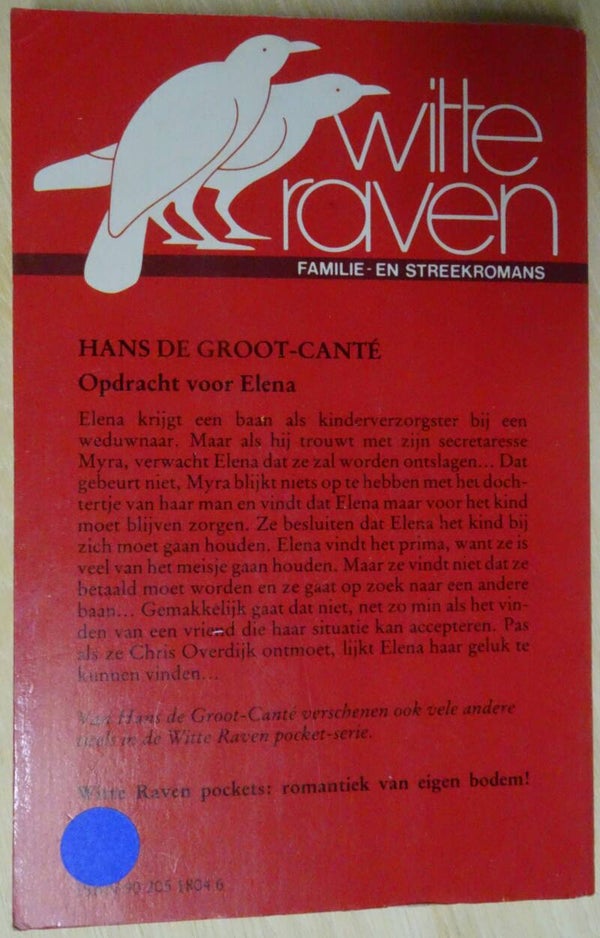 witte
raven
FAMILIE- EN STREEKROMANS
HANS DE GROOT-CANTÉ
Opdracht voor Elena
Elena krijgt een baan als kinderverzorgster bij een
weduwnaar. Maar als hij trouwt met zijn secretaresse
Myra, verwacht Elena dat ze zal worden ontslagen... Dat
gebeurt niet, Myra blijkt niets op te hebben met het doch-
tertje van haar man en vindt dat Elena maar voor het kind
moet blijven zorgen. Ze besluiten dat Elena het kind bij
zich moet gaan houden. Elena vindt het prima, want ze is
veel van het meisje gaan houden. Maar ze vindt niet dat ze
betaald moet worden en ze gaat op zoek naar een andere
baan... Gemakkelijk gaat dat niet, net zo min als het vin-
den van een vriend die haar situatie kan accepteren. Pas
als ze Chris Overdijk ontmoet, lijkt Elena haar geluk te
kunnen vinden...
Van Hans de Groot-Canté verschenen ook vele andere
titels in de Witte Raven pocket-serie.
Witte Raven pockets: romantiek van eigen bodem!
90 205 1804 6